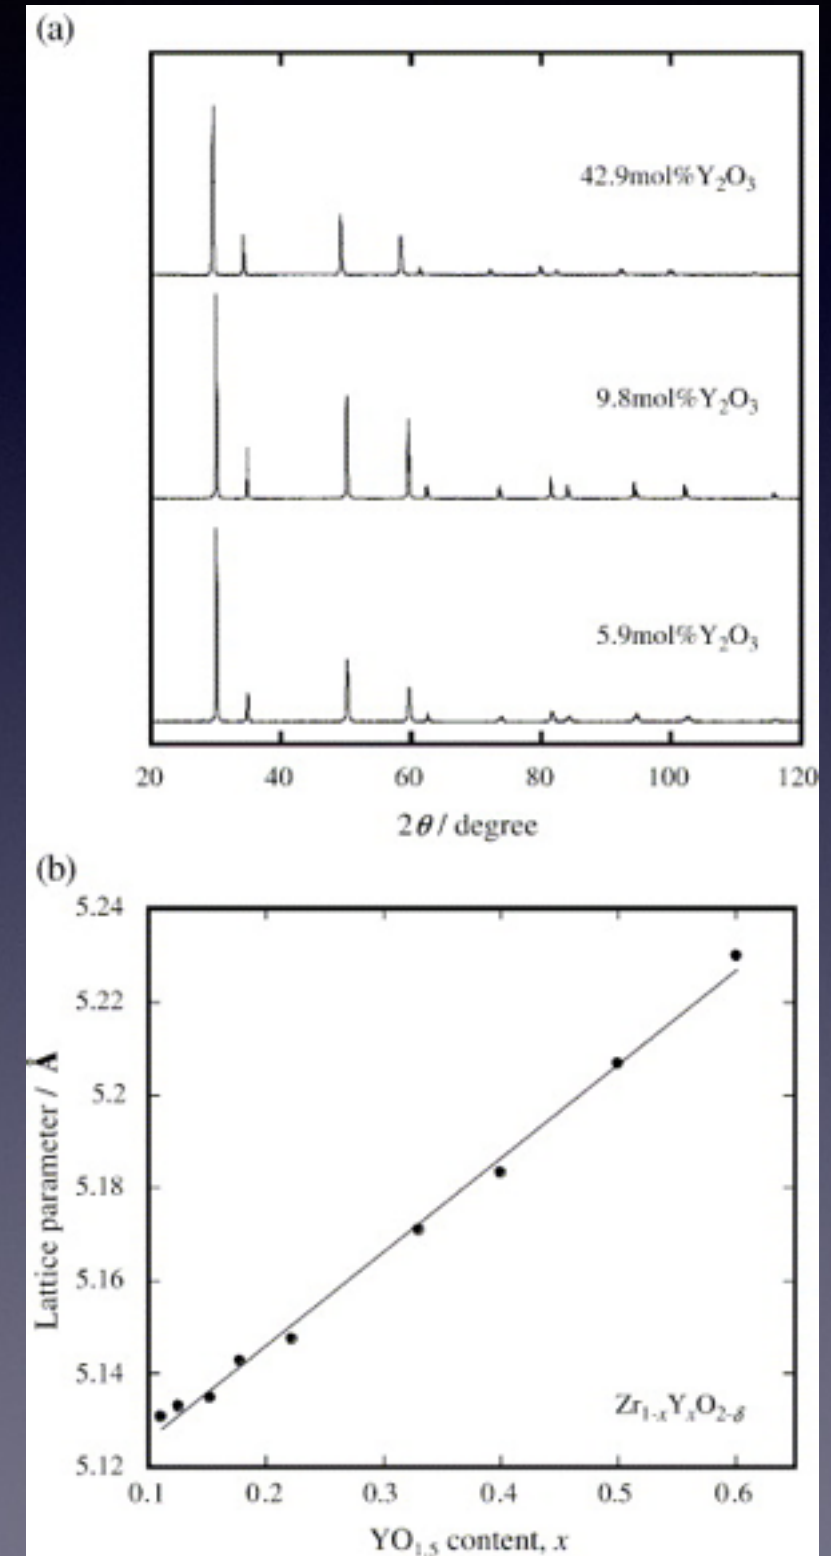 (a)
42.9mol%Y₂O₃
9.8mol%Y₂O₃
5.9mol%Y₂O₃
20 40 60 80 100 120
2θ / degree
(b)
5.24
5.22
5.2
5.18
5.16
5.14
5.12
Lattice parameter / Å
Zr₁₋ₓYₓO₂₋δ
0.1 0.2 0.3 0.4 0.5 0.6
YO₁.₅ content, x